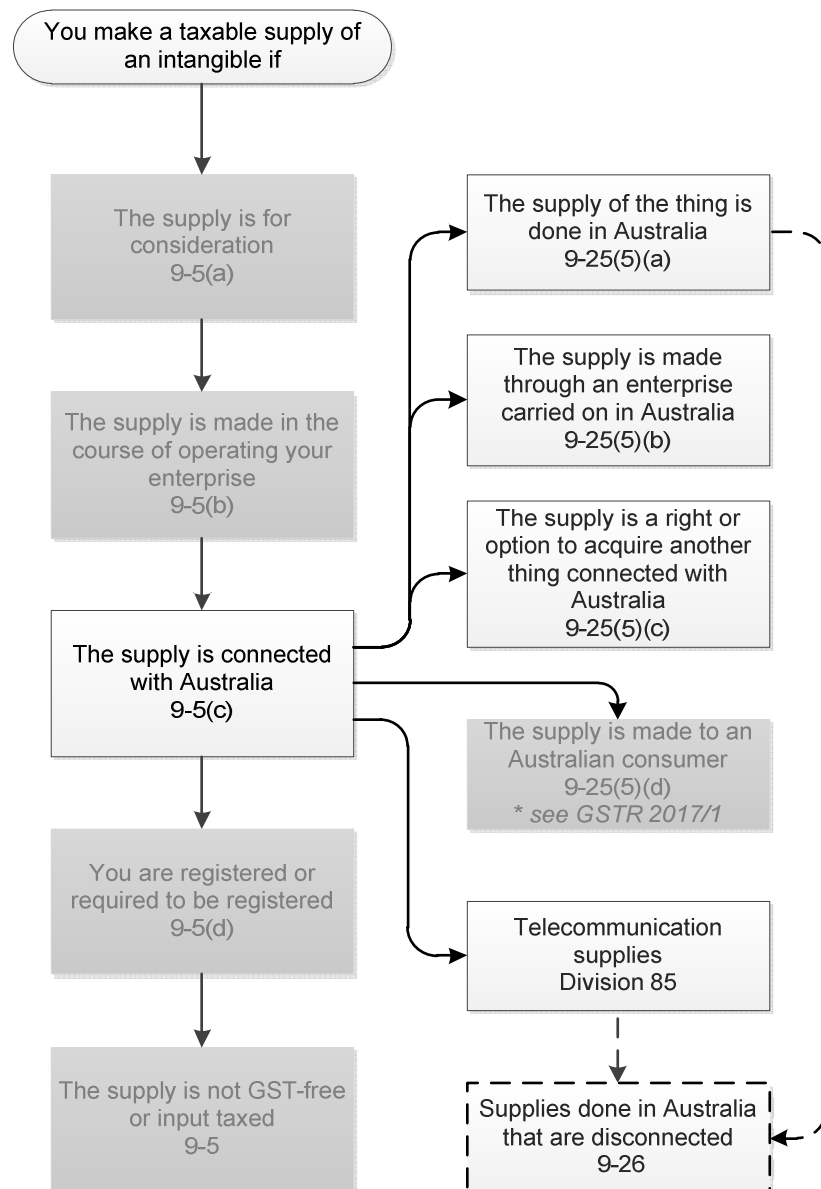 You make a taxable supply of
an intangible if
The supply is for
consideration
9-5(a)
The supply is made in the
course of operating your
enterprise
9-5(b)
The supply is connected
with Australia
9-5(c)
You are registered or
required to be registered
9-5(d)
The supply is not GST-free
or input taxed
9-5
The supply of the thing is
done in Australia
9-25(5)(a)
The supply is made
through an enterprise
carried on in Australia
9-25(5)(b)
The supply is a right or
option to acquire another
thing connected with
Australia
9-25(5)(c)
The supply is made to an
Australian consumer
9-25(5)(d)
* see GSTR 2017/1
Telecommunication
supplies
Division 85
Supplies done in Australia
that are disconnected
9-26